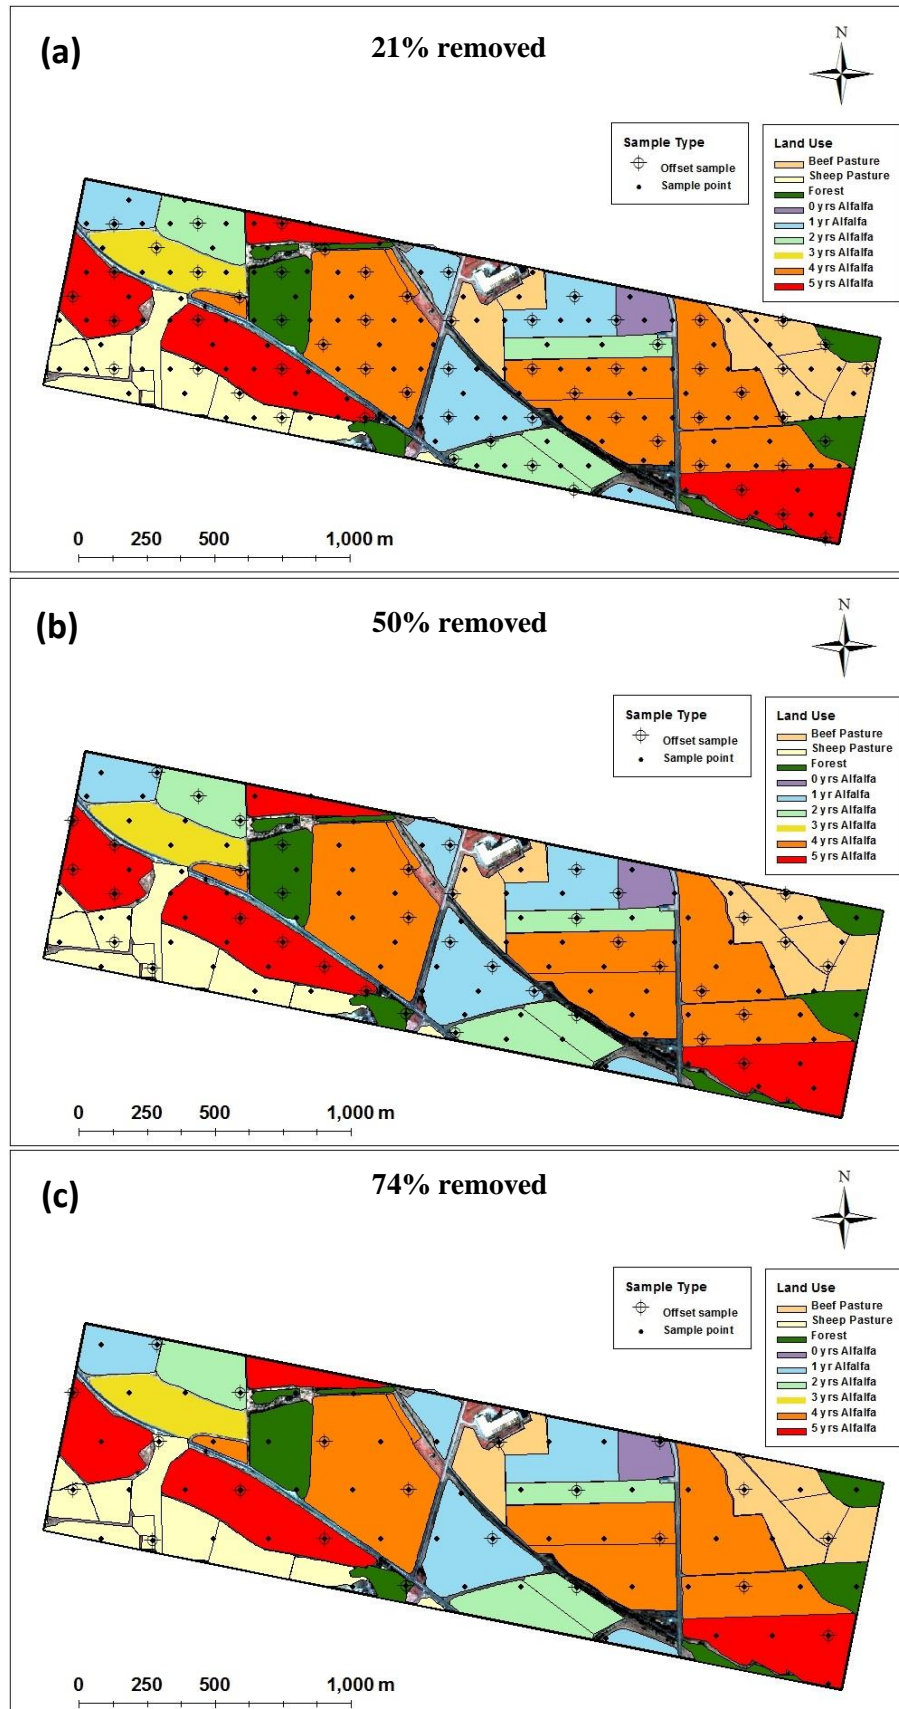 (a)
21% removed
N
Sample Type
Offset sample
Sample point
Land Use
Beef Pasture
Sheep Pasture
Forest
0 yrs Alfalfa
1 yr Alfalfa
2 yrs Alfalfa
3 yrs Alfalfa
4 yrs Alfalfa
5 yrs Alfalfa
0 250 500 1,000 m
(b)
50% removed
N
Sample Type
Offset sample
Sample point
Land Use
Beef Pasture
Sheep Pasture
Forest
0 yrs Alfalfa
1 yr Alfalfa
2 yrs Alfalfa
3 yrs Alfalfa
4 yrs Alfalfa
5 yrs Alfalfa
0 250 500 1,000 m
(c)
74% removed
N
Sample Type
Offset sample
Sample point
Land Use
Beef Pasture
Sheep Pasture
Forest
0 yrs Alfalfa
1 yr Alfalfa
2 yrs Alfalfa
3 yrs Alfalfa
4 yrs Alfalfa
5 yrs Alfalfa
0 250 500 1,000 m